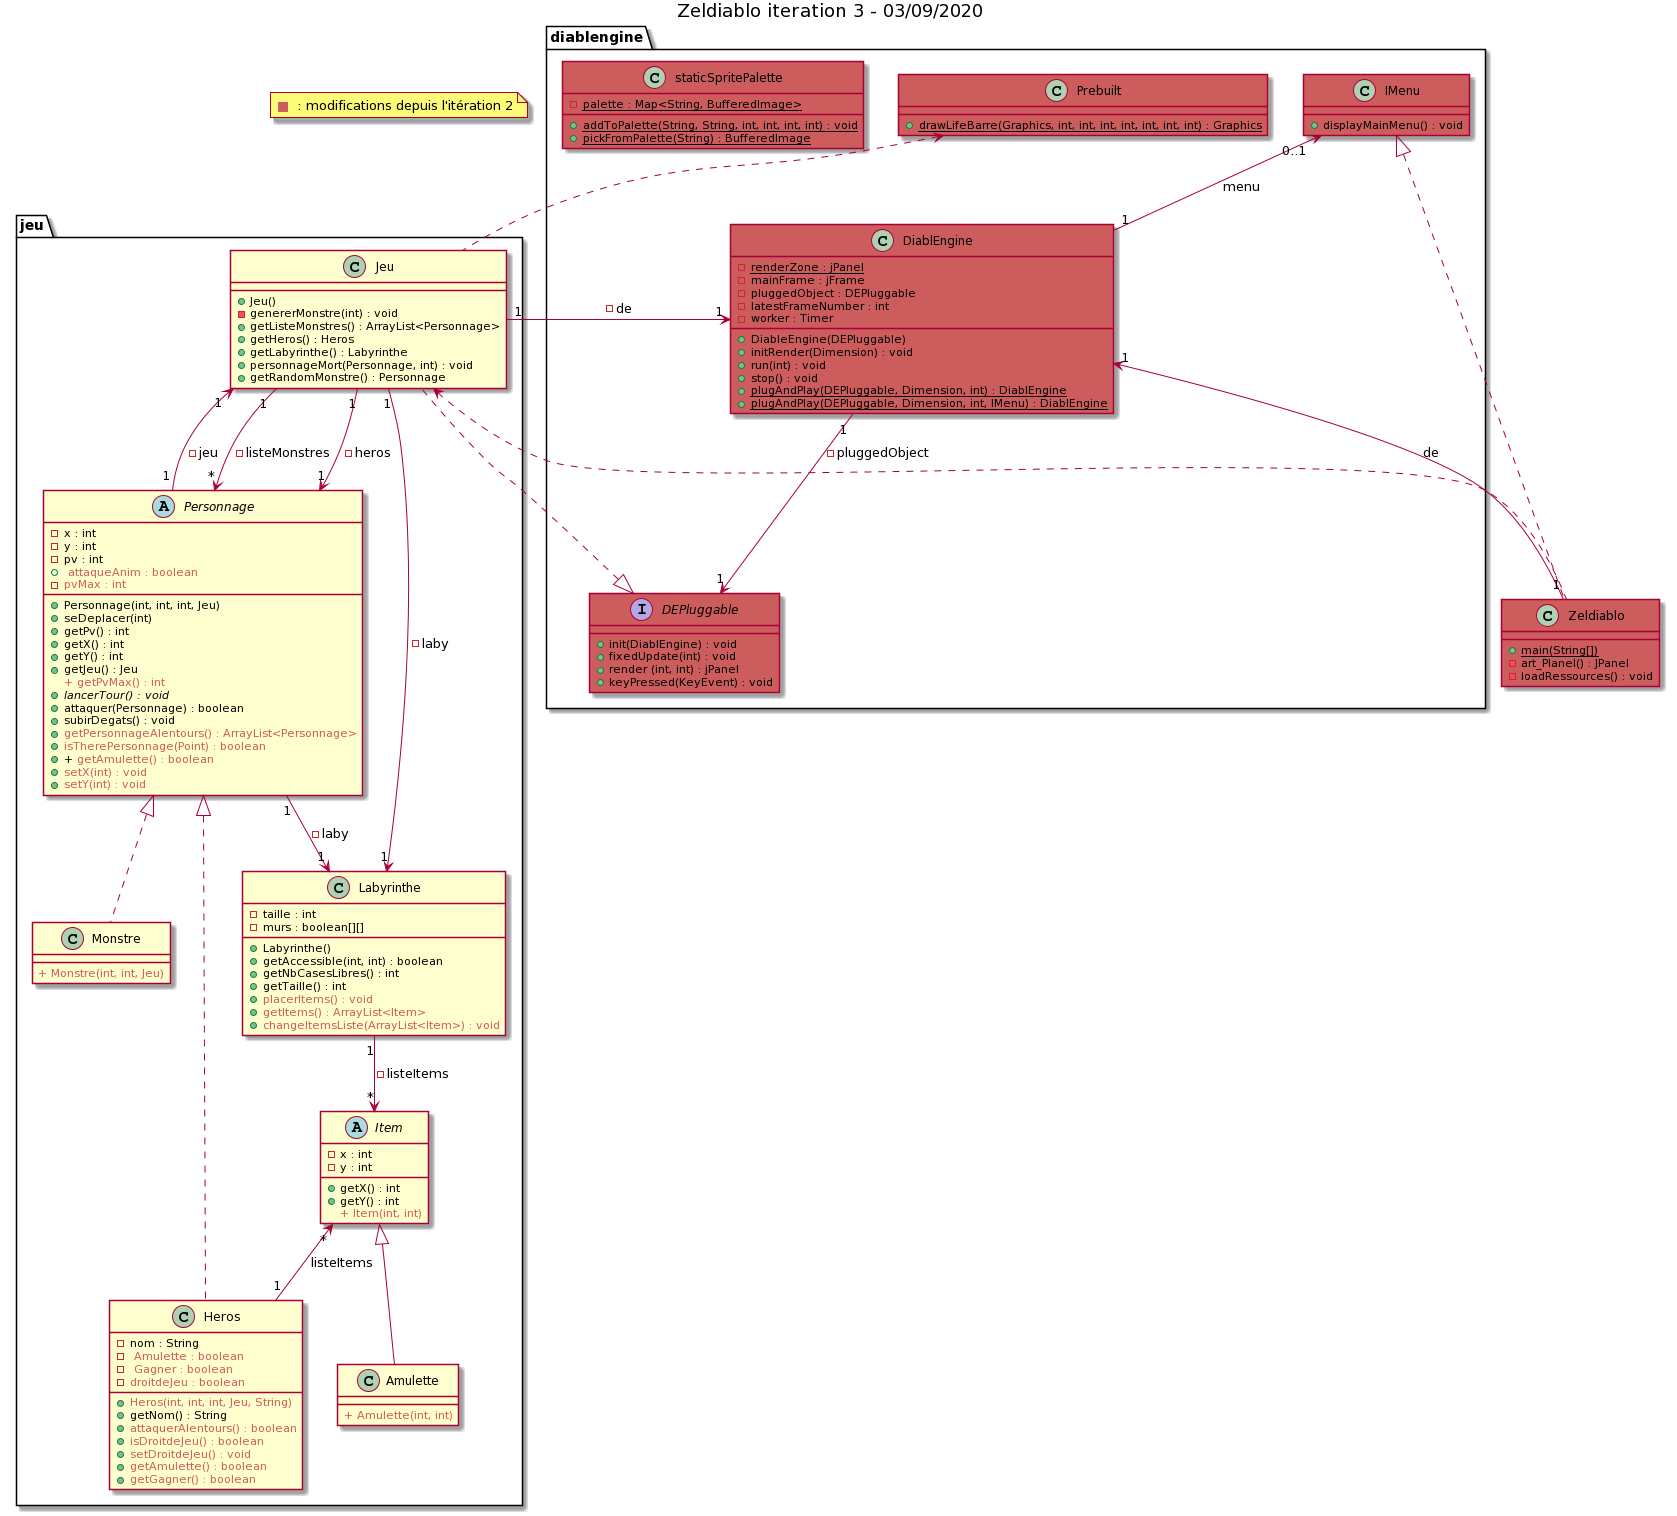 Zeldiablo iteration 3 - 03/09/2020
: modifications depuis l'itération 2
diablengine
staticSpritePalette
palette : Map<String, BufferedImage>
addToPalette(String, String, int, int, int, int) : void
pickFromPalette(String) : BufferedImage
Prebuilt
drawLifeBarre(Graphics, int, int, int, int, int, int, int) : Graphics
IMenu
displayMainMenu() : void
0..1
menu
1
DiablEngine
renderZone : jPanel
mainFrame : jFrame
pluggedObject : DEPluggable
latestFrameNumber : int
worker : Timer
DiableEngine(DEPluggable)
initRender(Dimension) : void
run(int) : void
stop() : void
plugAndPlay(DEPluggable, Dimension, int) : DiablEngine
plugAndPlay(DEPluggable, Dimension, int, IMenu) : DiablEngine
1
de
1
1
de
1
1
pluggedObject
1
DEPluggable
init(DiablEngine) : void
fixedUpdate(int) : void
render (int, int) : jPanel
keyPressed(KeyEvent) : void
Zeldiablo
main(String[])
art_Planel() : JPanel
loadRessources() : void
jeu
Jeu
Jeu()
genererMonstre(int) : void
getListeMonstres() : ArrayList<Personnage>
getHeros() : Heros
getLabyrinthe() : Labyrinthe
personnageMort(Personnage, int) : void
getRandomMonstre() : Personnage
1 1 1 1
jeu listeMonstres heros
1 * 1
Personnage
x : int
y : int
pv : int
attaqueAnim : boolean
pvMax : int
Personnage(int, int, int, Jeu)
seDeplacer(int)
getPv() : int
getX() : int
getY() : int
getJeu() : Jeu
+ getPvMax() : int
lancerTour() : void
attaquer(Personnage) : boolean
subirDegats() : void
getPersonnageAlentours() : ArrayList<Personnage>
isTherePersonnage(Point) : boolean
+ getAmulette() : boolean
setX(int) : void
setY(int) : void
laby
1
laby
1 1
Monstre
+ Monstre(int, int, Jeu)
Labyrinthe
taille : int
murs : boolean[][]
Labyrinthe()
getAccessible(int, int) : boolean
getNbCasesLibres() : int
getTaille() : int
placerItems() : void
getItems() : ArrayList<Item>
changeItemsListe(ArrayList<Item>) : void
1
listeItems
*
Item
x : int
y : int
getX() : int
getY() : int
+ Item(int, int)
*
listeItems
1
Heros
nom : String
Amulette : boolean
Gagner : boolean
droitdeJeu : boolean
Heros(int, int, int, Jeu, String)
getNom() : String
attaquerAlentours() : boolean
isDroitdeJeu() : boolean
setDroitdeJeu() : void
getAmulette() : boolean
getGagner() : boolean
Amulette
+ Amulette(int, int)